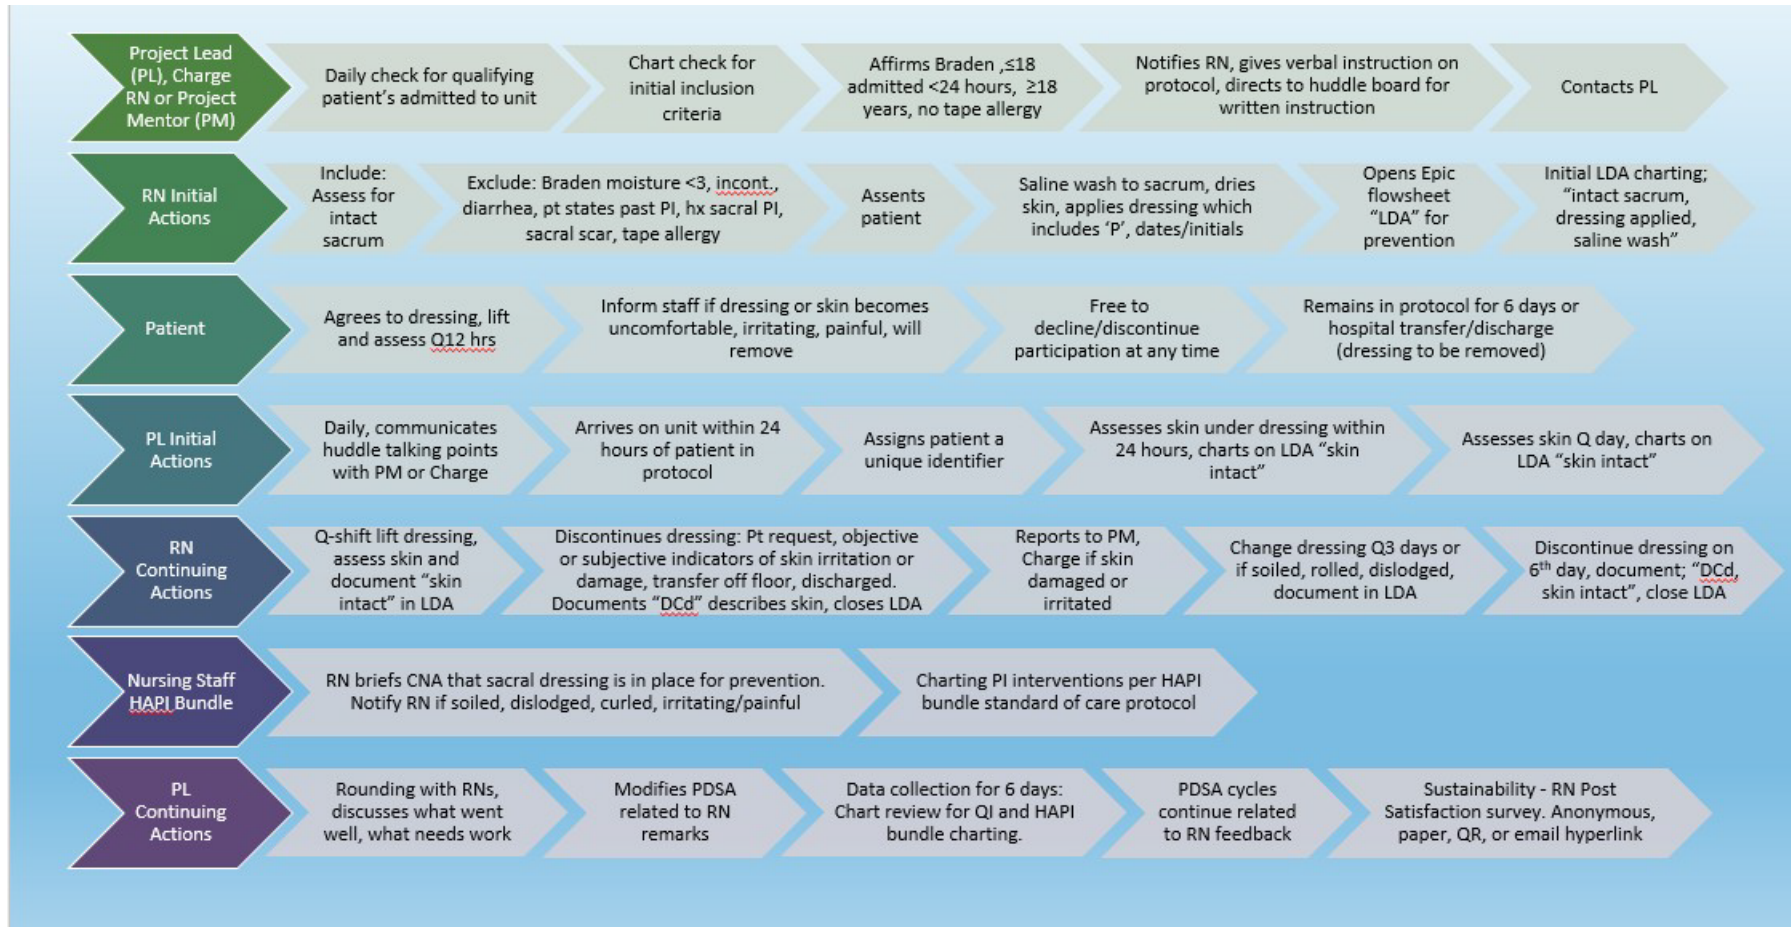 Project Lead
(PL), Charge
RN or Project
Mentor (PM)
Daily check for qualifying
patient's admitted to unit
Chart check for
initial inclusion
criteria
Affirms Braden ,≤18
admitted <24 hours, ≥18
years, no tape allergy
Notifies RN, gives verbal instruction on
protocol, directs to huddle board for
written instruction
Contacts PL
RN Initial
Actions
Include:
Assess for
intact
sacrum
Exclude: Braden moisture <3, incont.,
diarrhea, pt states past PI, hx sacral PI,
sacral scar, tape allergy
Assents
patient
Saline wash to sacrum, dries
skin, applies dressing which
includes 'P', dates/initials
Opens Epic
flowsheet
"LDA" for
prevention
Initial LDA charting;
"intact sacrum,
dressing applied,
saline wash"
Patient
Agrees to dressing, lift
and assess Q12 hrs
Inform staff if dressing or skin becomes
uncomfortable, irritating, painful, will
remove
Free to
decline/discontinue
participation at any time
Remains in protocol for 6 days or
hospital transfer/discharge
(dressing to be removed)
PL Initial
Actions
Daily, communicates
huddle talking points
with PM or Charge
Arrives on unit within 24
hours of patient in
protocol
Assigns patient a
unique identifier
Assesses skin under dressing within
24 hours, charts on LDA "skin
intact"
Assesses skin Q day, charts on
LDA "skin intact"
RN
Continuing
Actions
Q-shift lift dressing,
assess skin and
document "skin
intact" in LDA
Discontinues dressing: Pt request, objective
or subjective indicators of skin irritation or
damage, transfer off floor, discharged.
Documents "DCd" describes skin, closes LDA
Reports to PM,
Charge if skin
damaged or
irritated
Change dressing Q3 days or
if soiled, rolled, dislodged,
document in LDA
Discontinue dressing on
6th day, document; "DCd,
skin intact", close LDA
Nursing Staff
HAPI Bundle
RN briefs CNA that sacral dressing is in place for prevention.
Notify RN if soiled, dislodged, curled, irritating/painful
Charting PI interventions per HAPI
bundle standard of care protocol
PL
Continuing
Actions
Rounding with RNs,
discusses what went
well, what needs work
Modifies PDSA
related to RN
remarks
Data collection for 6 days:
Chart review for QI and HAPI
bundle charting.
PDSA cycles
continue related
to RN feedback
Sustainability - RN Post
Satisfaction survey. Anonymous,
paper, QR, or email hyperlink